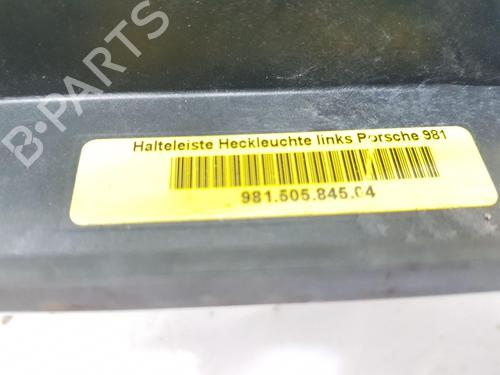 B-PARTS
Halteleiste Heckleuchte links Porsche 981
981.505.845.04